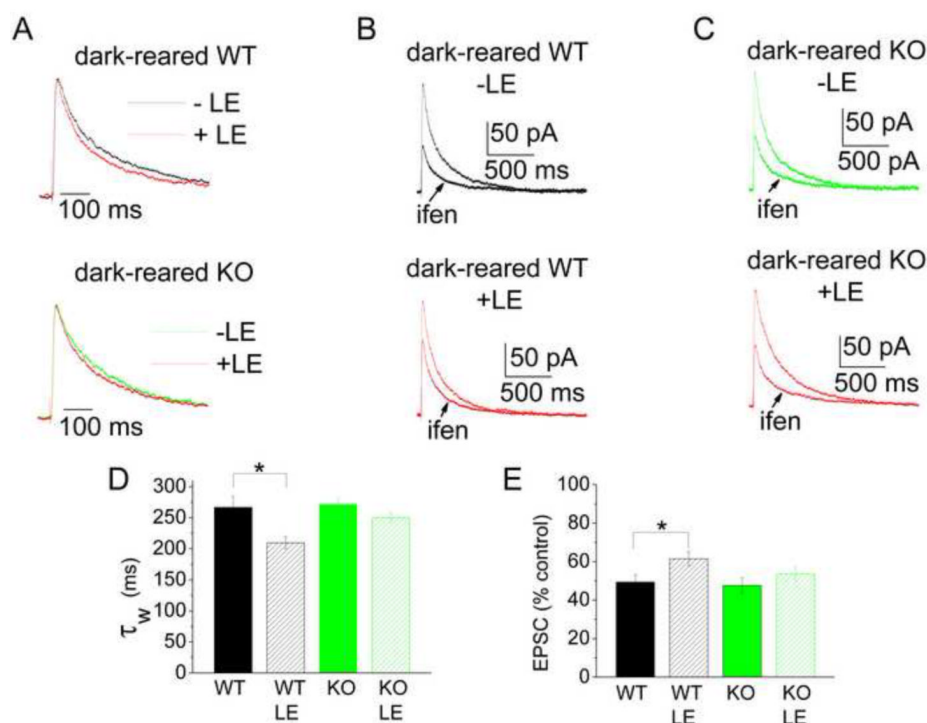 A
dark-reared WT
- LE
+ LE
100 ms
dark-reared KO
-LE
+LE
100 ms
B
dark-reared WT
-LE
50 pA
500 ms
ifen
dark-reared WT
+LE
50 pA
500 ms
ifen
C
dark-reared KO
-LE
50 pA
500 pA
ifen
dark-reared KO
+LE
50 pA
500 ms
ifen
D
*
300
250
200
150
100
50
0
τw (ms)
WT
WT
LE
KO
KO
LE
E
*
100
80
60
40
20
0
EPSC (% control)
WT
WT
LE
KO
KO
LE